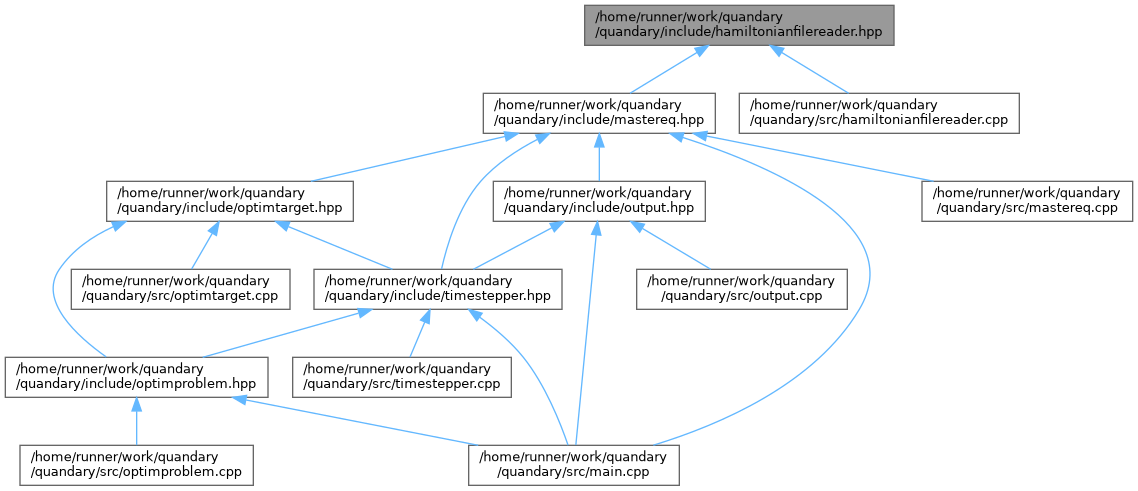 /home/runner/work/quandary
/quandary/include/hamiltonianfilereader.hpp
/home/runner/work/quandary
/quandary/include/mastereq.hpp
/home/runner/work/quandary
/quandary/src/hamiltonianfilereader.cpp
/home/runner/work/quandary
/quandary/include/optimtarget.hpp
/home/runner/work/quandary
/quandary/include/output.hpp
/home/runner/work/quandary
/quandary/src/mastereq.cpp
/home/runner/work/quandary
/quandary/src/optimtarget.cpp
/home/runner/work/quandary
/quandary/include/timestepper.hpp
/home/runner/work/quandary
/quandary/src/output.cpp
/home/runner/work/quandary
/quandary/include/optimproblem.hpp
/home/runner/work/quandary
/quandary/src/timestepper.cpp
/home/runner/work/quandary
/quandary/src/optimproblem.cpp
/home/runner/work/quandary
/quandary/src/main.cpp